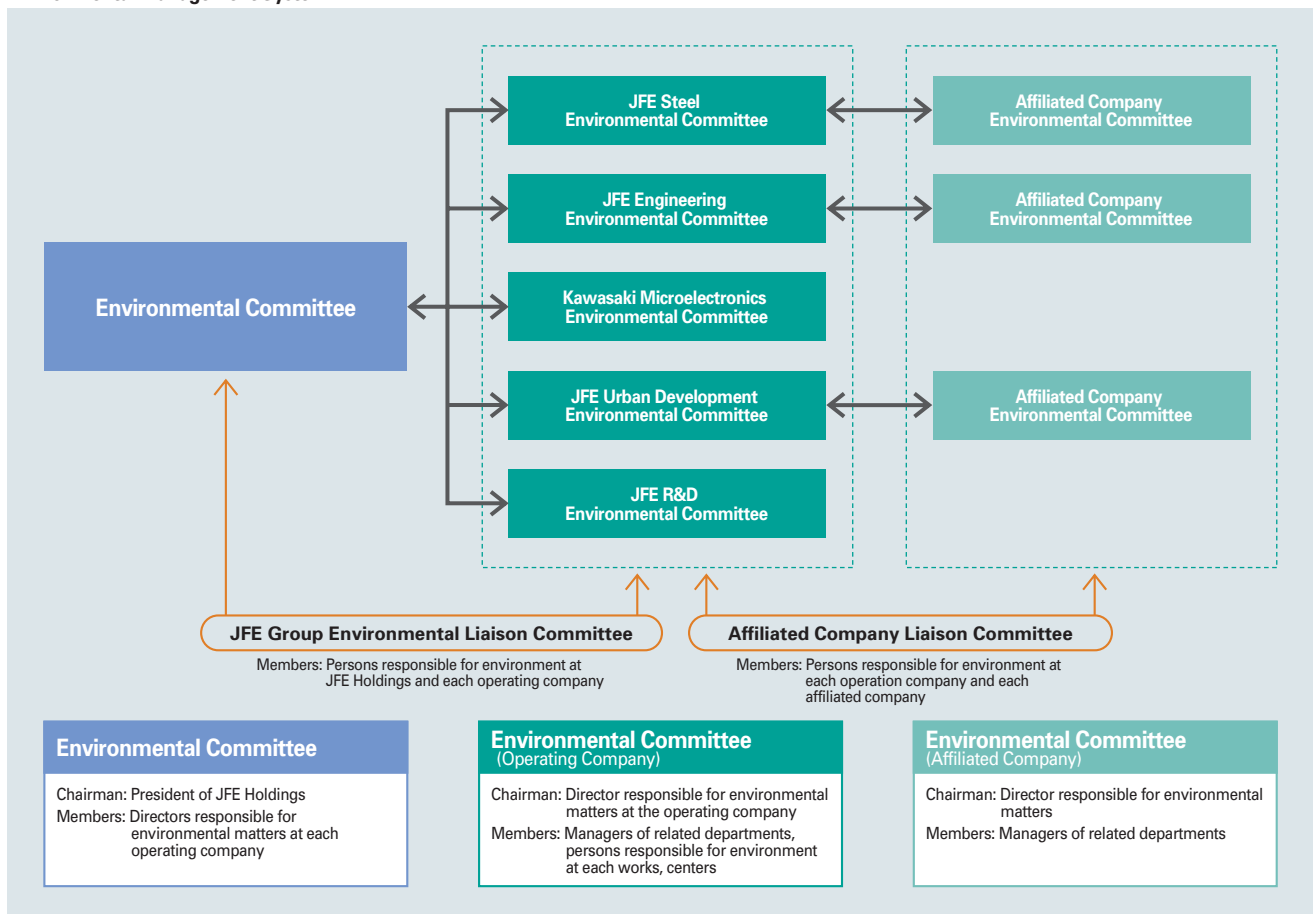 JFE Steel
Environmental Committee
Affiliated Company
Environmental Committee
JFE Engineering
Environmental Committee
Affiliated Company
Environmental Committee
Environmental Committee
Kawasaki Microelectronics
Environmental Committee
JFE Urban Development
Environmental Committee
Affiliated Company
Environmental Committee
JFE R&D
Environmental Committee
JFE Group Environmental Liaison Committee
Members: Persons responsible for environment at
JFE Holdings and each operating company
Affiliated Company Liaison Committee
Members: Persons responsible for environment at
each operation company and each
affiliated company
Environmental Committee
Chairman: President of JFE Holdings
Members: Directors responsible for
environmental matters at each
operating company
Environmental Committee
(Operating Company)
Chairman: Director responsible for environmental
matters at the operating company
Members: Managers of related departments,
persons responsible for environment
at each works, centers
Environmental Committee
(Affiliated Company)
Chairman: Director responsible for environmental
matters
Members: Managers of related departments